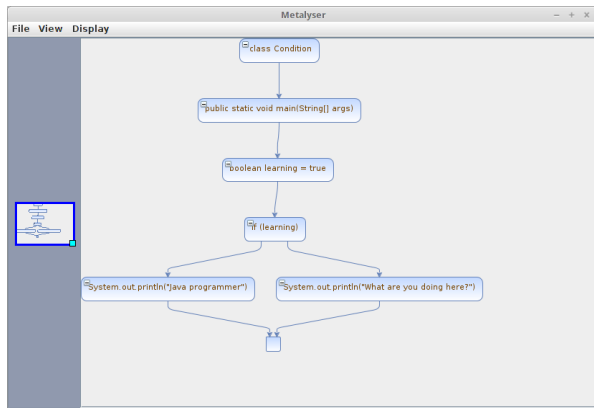 Metalyser
File View Display
class Condition
public static void main(String[] args)
boolean learning = true
if (learning)
System.out.println("Java programmer") System.out.println("What are you doing here?")